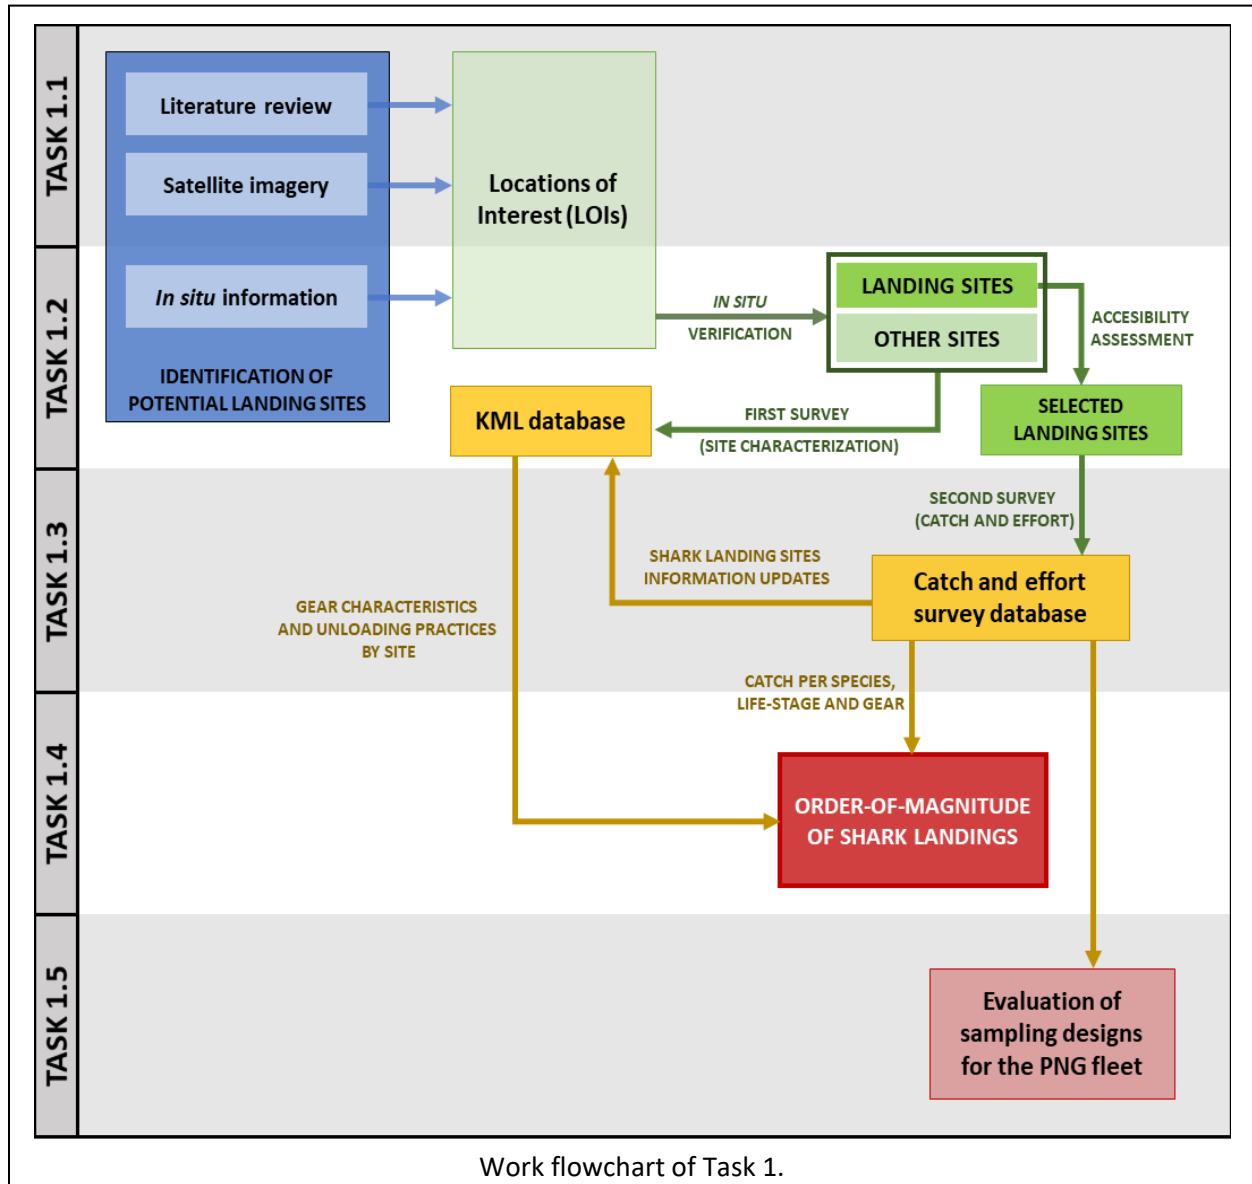 TASK 1.1
Literature review
Satellite imagery
Locations of
Interest (LOIs)
TASK 1.2
In situ information
IDENTIFICATION OF
POTENTIAL LANDING SITES
IN SITU
VERIFICATION
LANDING SITES
OTHER SITES
ACCESIBILITY
ASSESSMENT
KML database
FIRST SURVEY
(SITE CHARACTERIZATION)
SELECTED
LANDING SITES
TASK 1.3
SECOND SURVEY
(CATCH AND EFFORT)
SHARK LANDING SITES
INFORMATION UPDATES
Catch and effort
survey database
GEAR CHARACTERISTICS
AND UNLOADING PRACTICES
BY SITE
CATCH PER SPECIES,
LIFE-STAGE AND GEAR
TASK 1.4
ORDER-OF-MAGNITUDE
OF SHARK LANDINGS
TASK 1.5
Evaluation of
sampling designs
for the PNG fleet
Work flowchart of Task 1.